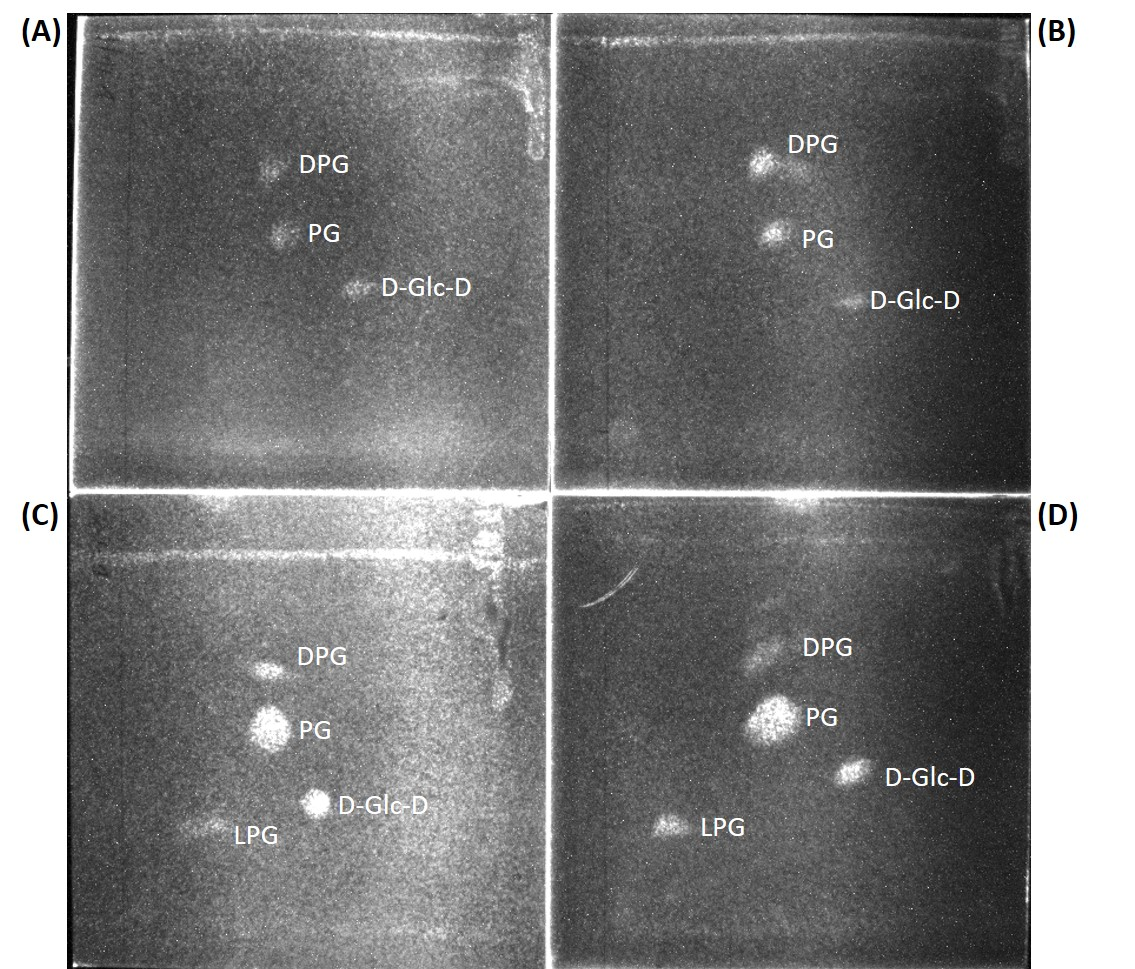 (A)
(B)
DPG
DPG
PG
PG
D-Glc-D
D-Glc-D
(C)
(D)
DPG
DPG
PG
PG
D-Glc-D
D-Glc-D
LPG
LPG